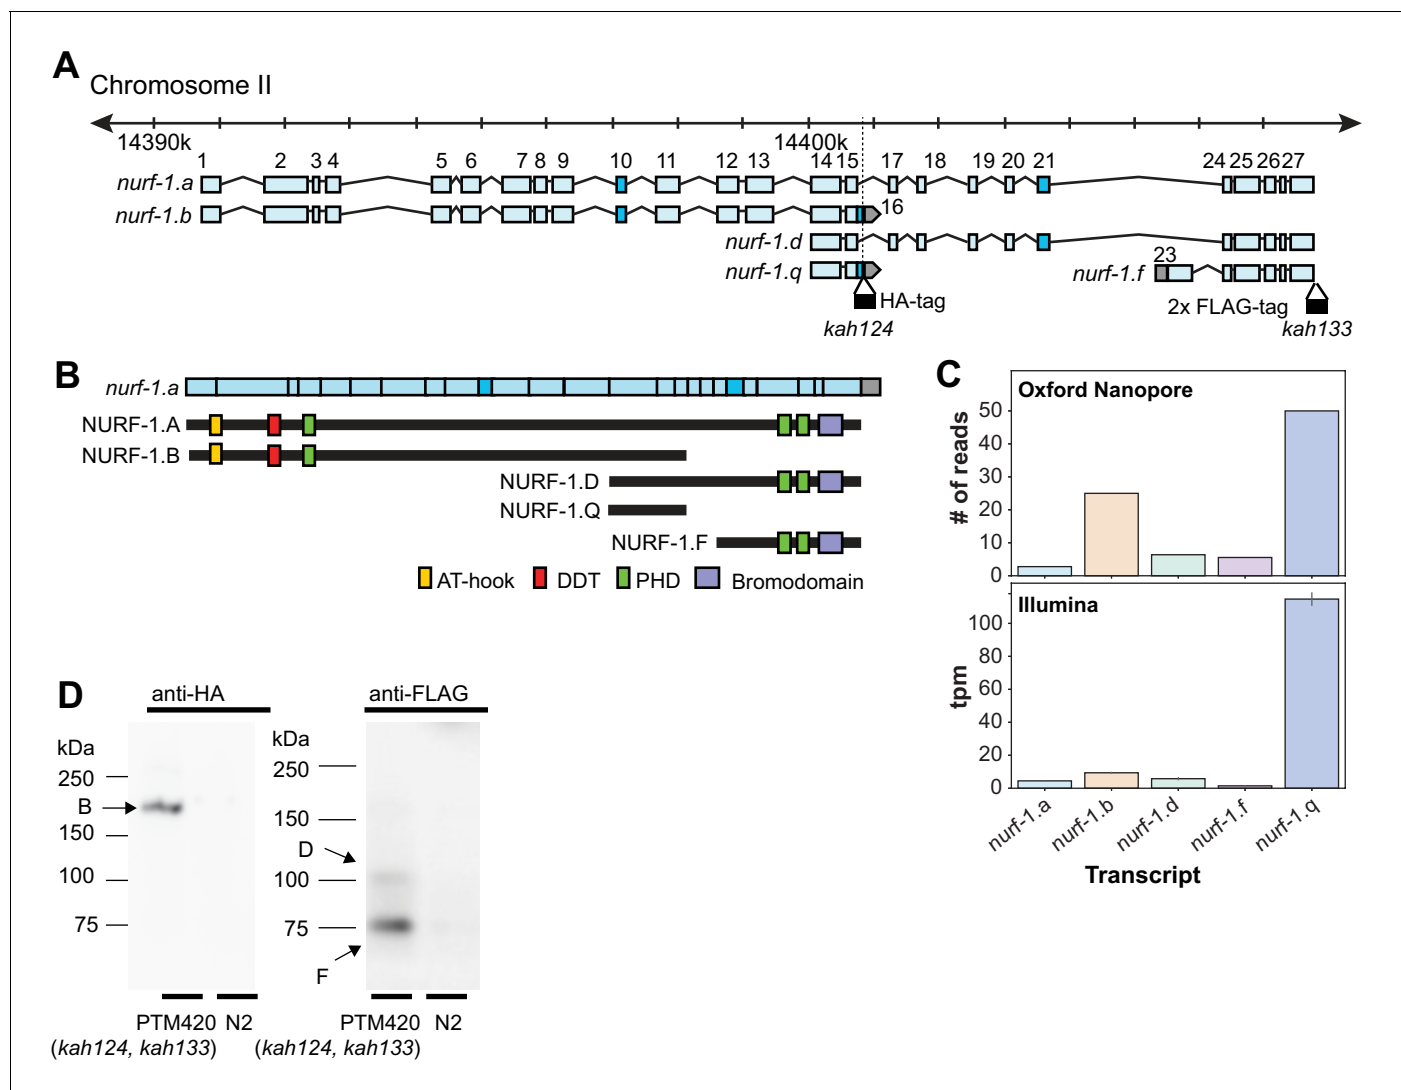 A
Chromosome II
14390k
14400k
1 2 3 4 5 6 7 8 9 10 11 12 13 14 15 17 18 19 20 21 24 25 26 27
nurf-1.a
nurf-1.b
16
nurf-1.d
nurf-1.q
23
nurf-1.f
HA-tag
2x FLAG-tag
kah124
kah133
B
nurf-1.a
NURF-1.A
NURF-1.B
NURF-1.D
NURF-1.Q
NURF-1.F
AT-hook DDT PHD Bromodomain
C
Oxford Nanopore
# of reads
50
40
30
20
10
0
Illumina
tpm
100
80
60
40
20
0
nurf-1.a nurf-1.b nurf-1.d nurf-1.f nurf-1.q
Transcript
D
anti-HA
kDa
250
B
150
100
75
PTM420 N2
(kah124, kah133)
anti-FLAG
kDa
250
150
D
100
75
F
PTM420 N2
(kah124, kah133)